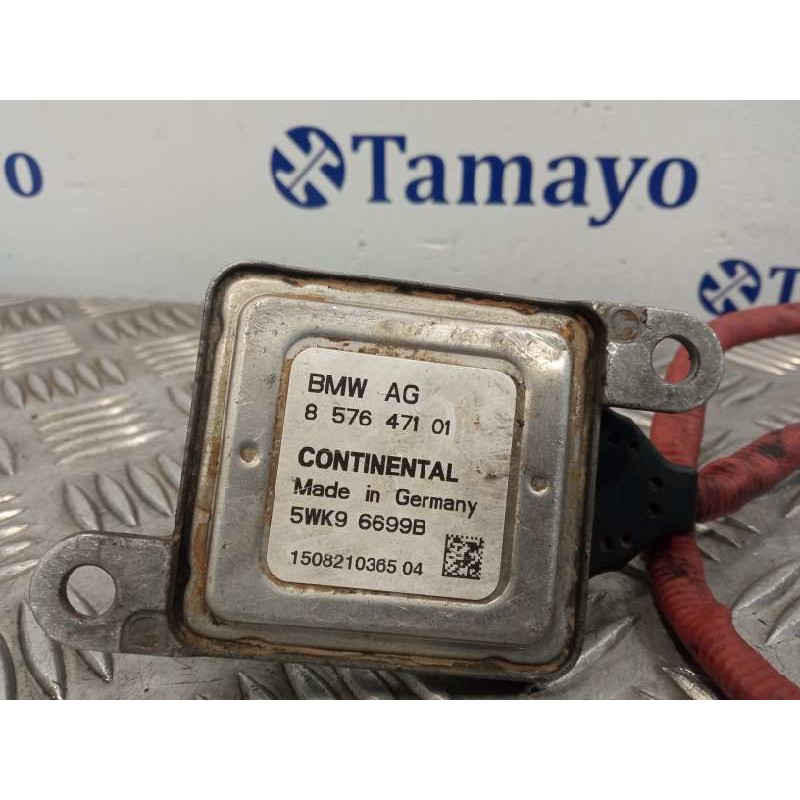 Tamayo
BMW AG
8 576 471 01
CONTINENTAL
Made in Germany
5WK9 6699B
1508210365 04